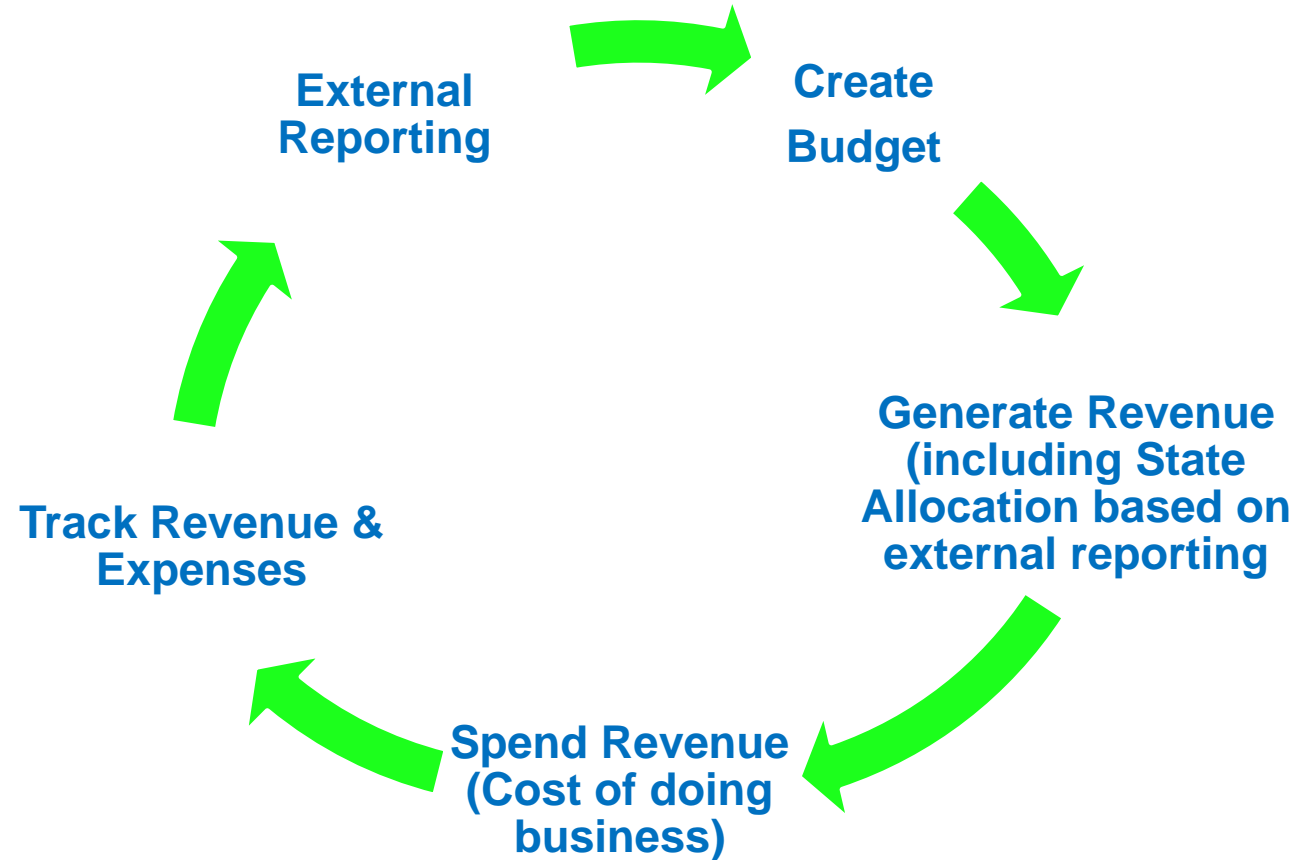 External
Reporting
Create
Budget
Generate Revenue
(including State
Allocation based on
external reporting
Spend Revenue
(Cost of doing
business)
Track Revenue &
Expenses